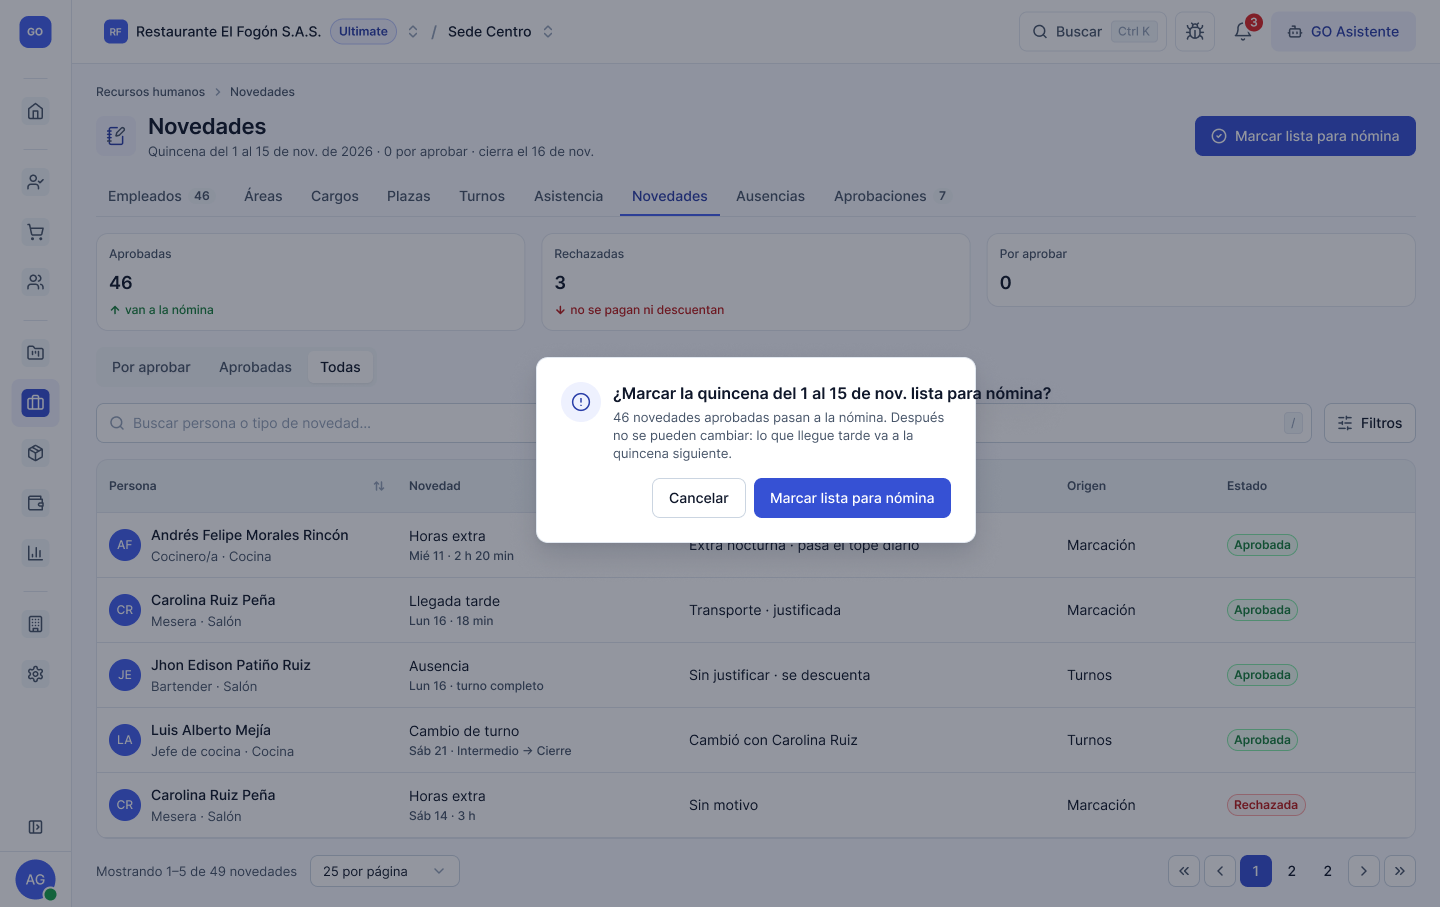 GO
RF Restaurante El Fogón S.A.S. Ultimate / Sede Centro
Buscar Ctrl K 3 GO Asistente
Recursos humanos Novedades
Novedades
Quincena del 1 al 15 de nov. de 2026 · 0 por aprobar · cierra el 16 de nov.
Marcar lista para nómina
Empleados 46 Áreas Cargos Plazas Turnos Asistencia Novedades Ausencias Aprobaciones 7
Aprobadas
46
van a la nómina
Rechazadas
3
no se pagan ni descuentan
Por aprobar
0
Por aprobar Aprobadas Todas
Buscar persona o tipo de novedad...
/
Filtros
¿Marcar la quincena del 1 al 15 de nov. lista para nómina?
46 novedades aprobadas pasan a la nómina. Después
no se pueden cambiar: lo que llegue tarde va a la
quincena siguiente.
Cancelar Marcar lista para nómina
Persona Novedad Origen Estado
AF Andrés Felipe Morales Rincón
Cocinero/a · Cocina
Horas extra
Mié 11 · 2 h 20 min
Extra nocturna · pasa el tope diario
Marcación Aprobada
CR Carolina Ruiz Peña
Mesera · Salón
Llegada tarde
Lun 16 · 18 min
Transporte · justificada
Marcación Aprobada
JE Jhon Edison Patiño Ruiz
Bartender · Salón
Ausencia
Lun 16 · turno completo
Sin justificar · se descuenta
Turnos Aprobada
LA Luis Alberto Mejía
Jefe de cocina · Cocina
Cambio de turno
Sáb 21 · Intermedio → Cierre
Cambió con Carolina Ruiz
Turnos Aprobada
CR Carolina Ruiz Peña
Mesera · Salón
Horas extra
Sáb 14 · 3 h
Sin motivo
Marcación Rechazada
Mostrando 1–5 de 49 novedades 25 por página
1 2 2
AG